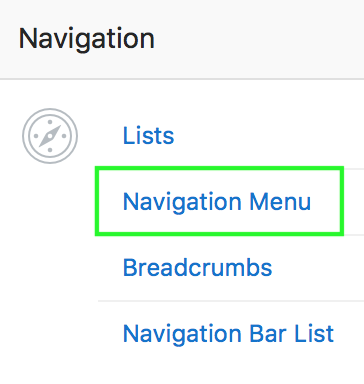 Navigation
Lists
Navigation Menu
Breadcrumbs
Navigation Bar List